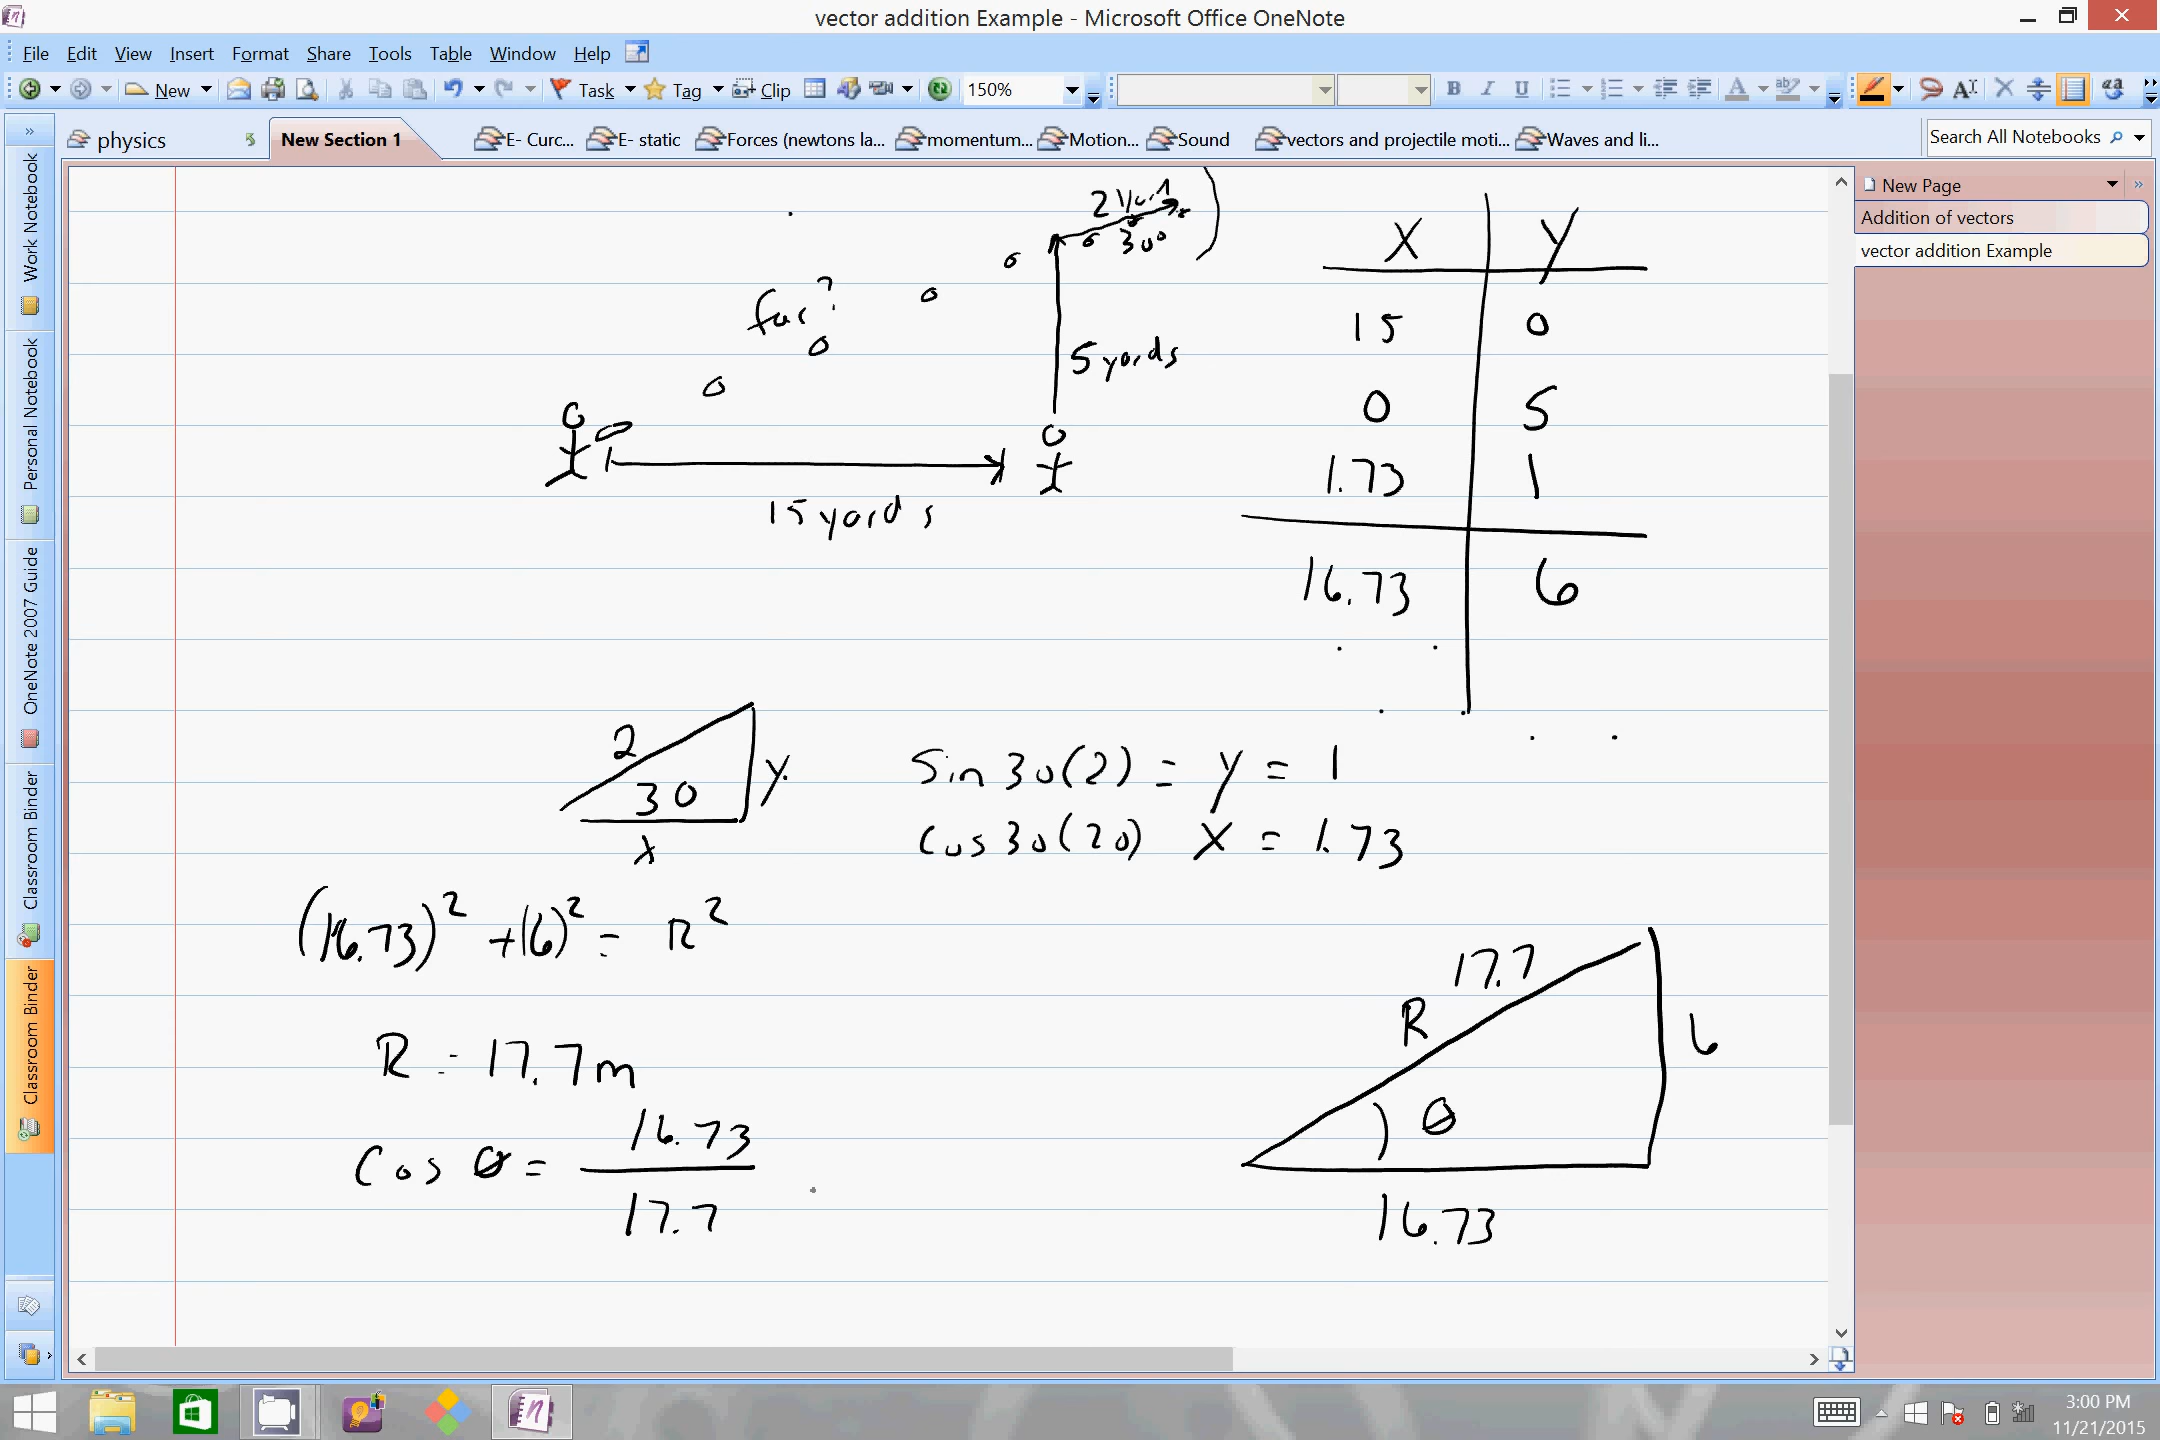 vector addition Example - Microsoft Office OneNote
File Edit View Insert Format Share Tools Table Window Help
New Task Tag Clip 150% B I U
physics New Section 1 E- Curc... E- static Forces (newtons la... momentum... Motion... Sound vectors and projectile moti... Waves and li... Search All Notebooks
Work Notebook
Personal Notebook
OneNote 2007 Guide
Classroom Binder
Classroom Binder
New Page
Addition of vectors
vector addition Example
2 yard
30°
far?
5 yards
15 yards
X Y
15 0
0 5
1.73 1
16.73 6
2
30
y
x
Sin 30(2) = y = 1
Cos 30(20) X = 1.73
(16.73)² + (6)² = R²
R = 17.7m
Cos θ = 16.73
17.7
17.7
R
6
θ
16.73
3:00 PM
11/21/2015